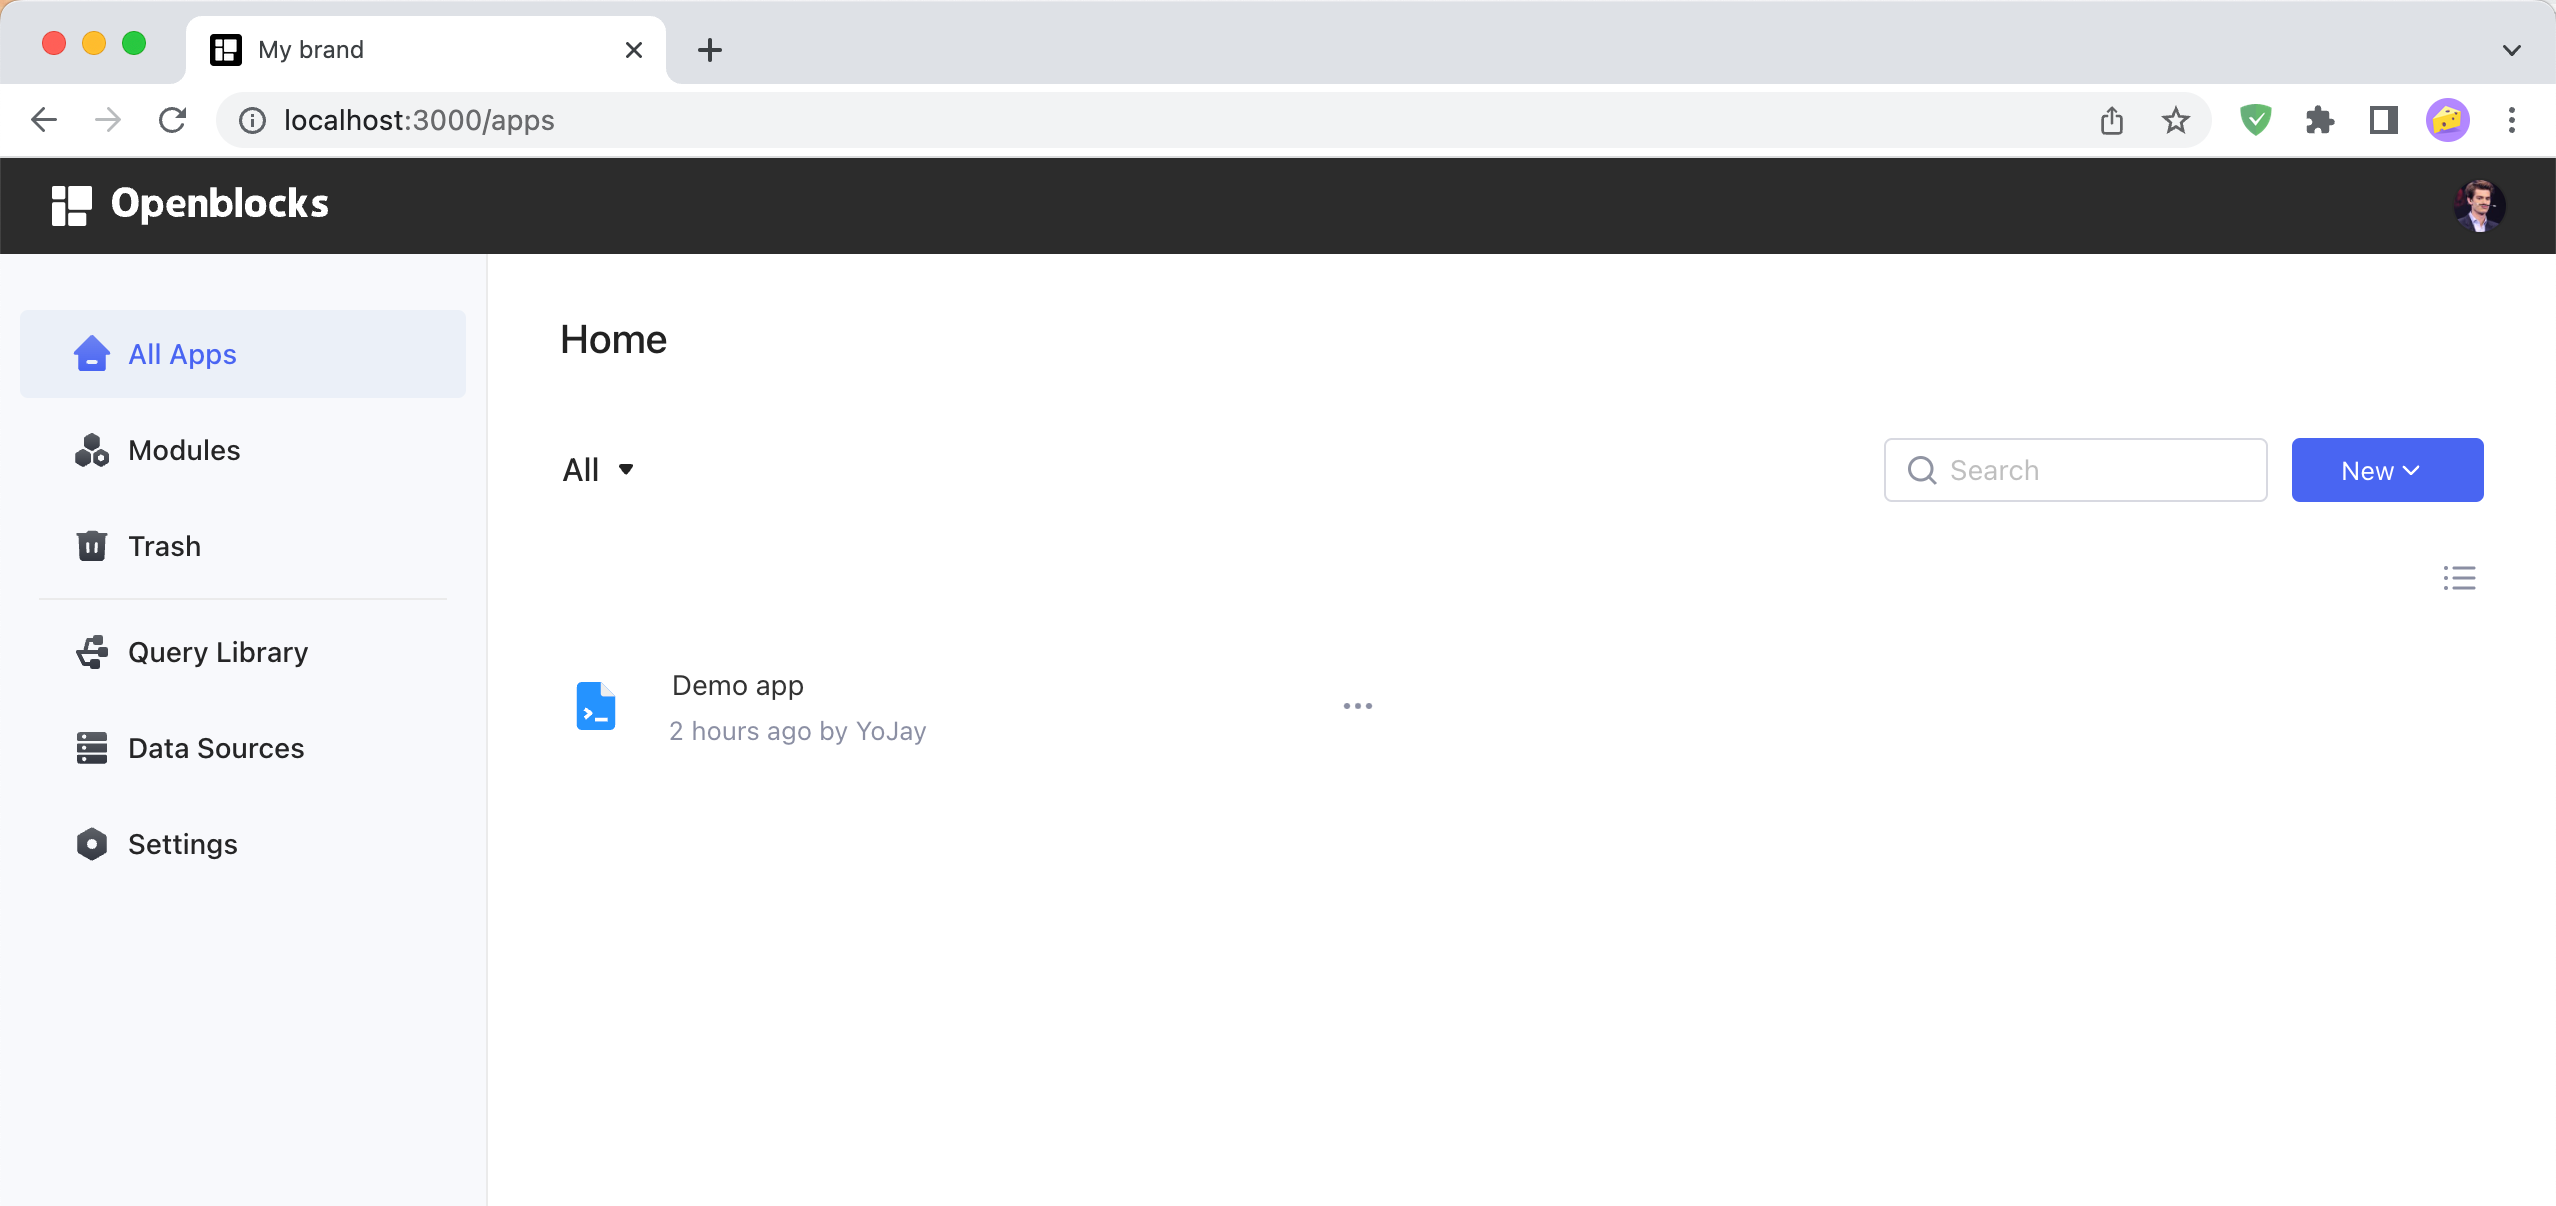 My brand
localhost:3000/apps
Openblocks
All Apps
Modules
Trash
Query Library
Data Sources
Settings
Home
All
Search
New
Demo app
2 hours ago by YoJay